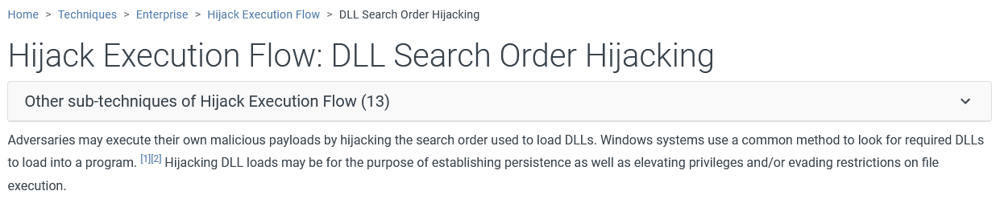 Home > Techniques > Enterprise > Hijack Execution Flow > DLL Search Order Hijacking
Hijack Execution Flow: DLL Search Order Hijacking
Other sub-techniques of Hijack Execution Flow (13)
Adversaries may execute their own malicious payloads by hijacking the search order used to load DLLs. Windows systems use a common method to look for required DLLs
to load into a program. [1][2] Hijacking DLL loads may be for the purpose of establishing persistence as well as elevating privileges and/or evading restrictions on file
execution.